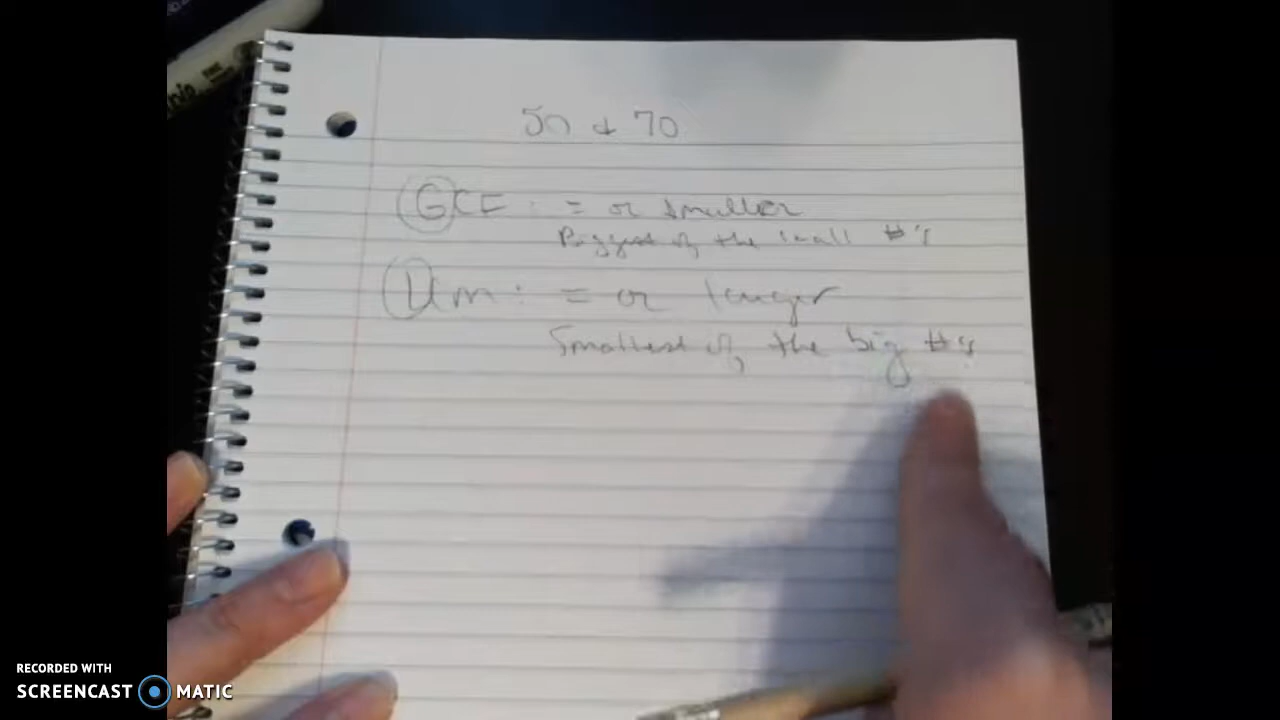 50 & 70
GCF : = or smaller
Biggest of the small #'s
LCM : = or larger
Smallest of the big #'s
RECORDED WITH
SCREENCAST MATIC